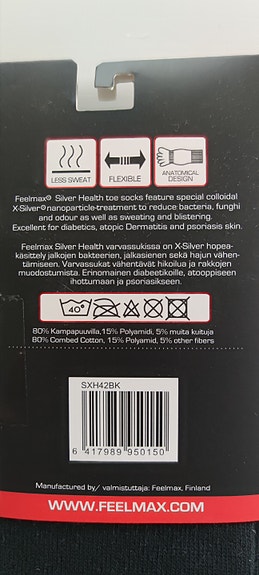 LESS SWEAT
FLEXIBLE
ANATOMICAL
DESIGN
Feelmax® Silver Health toe socks feature special colloidal
X-Silver® nanoparticle-treatment to reduce bacteria, funghi
and odour as well as sweating and blistering.
Excellent for diabetics, atopic Dermatitis and psoriasis skin.
Feelmax Silver Health varvassukissa on X-Silver hopea-
käsittely jalkojen bakteerien, jalkasienen sekä hajun vähen-
tämiseen. Varvassukat vähentävät hikoilua ja rakkojen
muodostumista. Erinomainen diabeetikoille, atooppiseen
ihottumaan ja psoriasikseen.
40°
80% Kampapuuvilla,15% Polyamidi, 5% muita kuituja
80% Combed Cotton, 15% Polyamid, 5% other fibers
SXH42BK
6 417989 950150
Manufactured by/ valmistuttaja: Feelmax, Finland
WWW.FEELMAX.COM